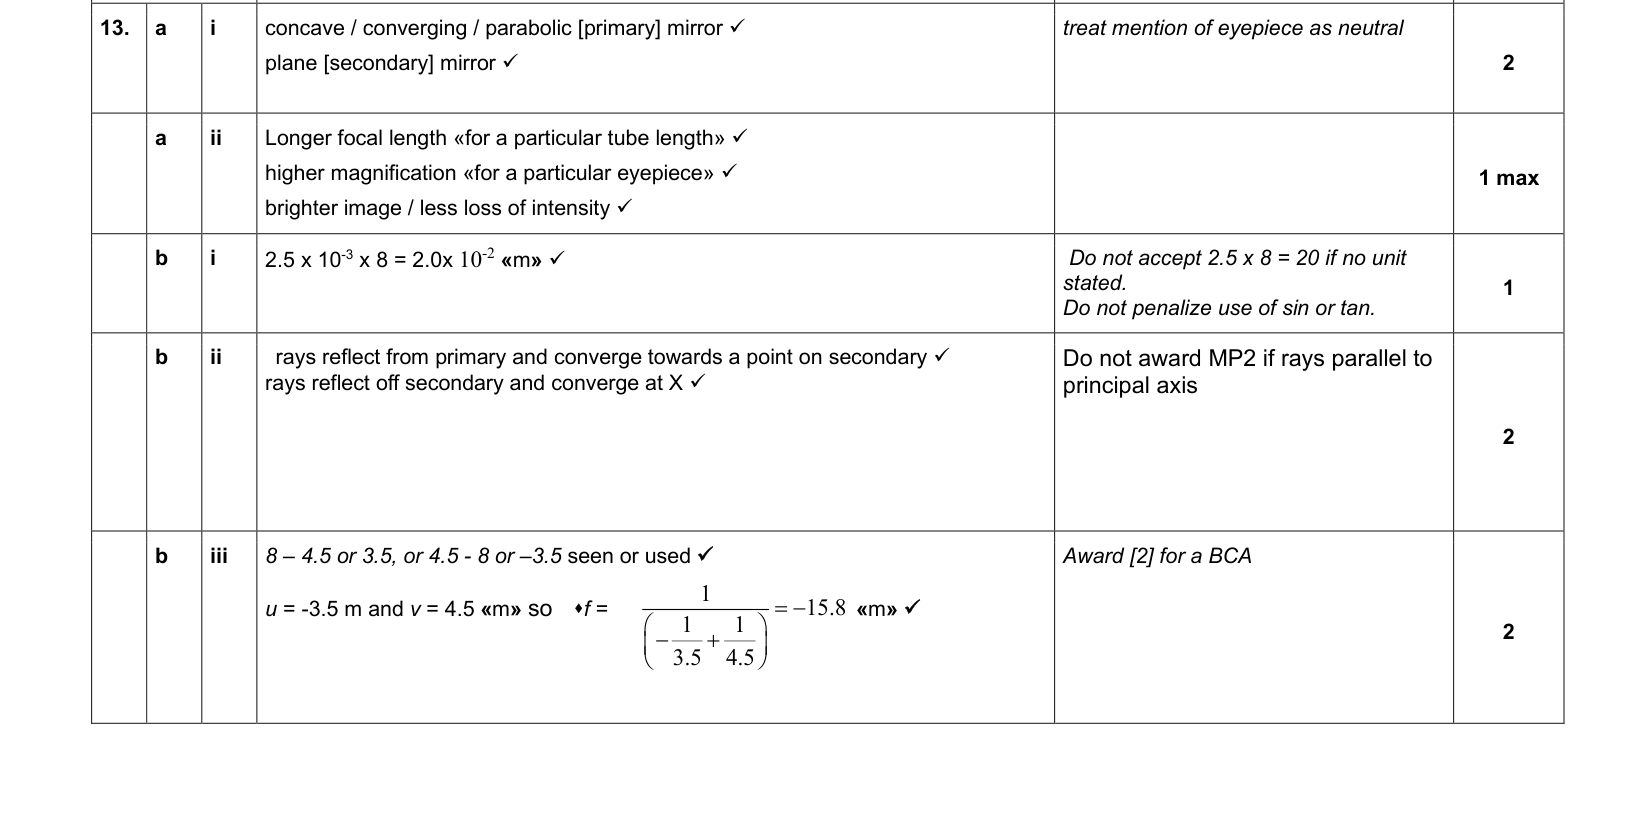 13. a i concave / converging / parabolic [primary] mirror ✓ treat mention of eyepiece as neutral
plane [secondary] mirror ✓ 2
a ii Longer focal length «for a particular tube length» ✓
higher magnification «for a particular eyepiece» ✓ 1 max
brighter image / less loss of intensity ✓
b i 2.5 x 10⁻³ x 8 = 2.0x 10⁻² «m» ✓ Do not accept 2.5 x 8 = 20 if no unit
stated.
Do not penalize use of sin or tan.
1
b ii rays reflect from primary and converge towards a point on secondary ✓ Do not award MP2 if rays parallel to
rays reflect off secondary and converge at X ✓ principal axis
2
b iii 8 – 4.5 or 3.5, or 4.5 - 8 or –3.5 seen or used ✓ Award [2] for a BCA
u = -3.5 m and v = 4.5 «m» so ♦f = 1/(−1/3.5 + 1/4.5) = −15.8 «m» ✓
2